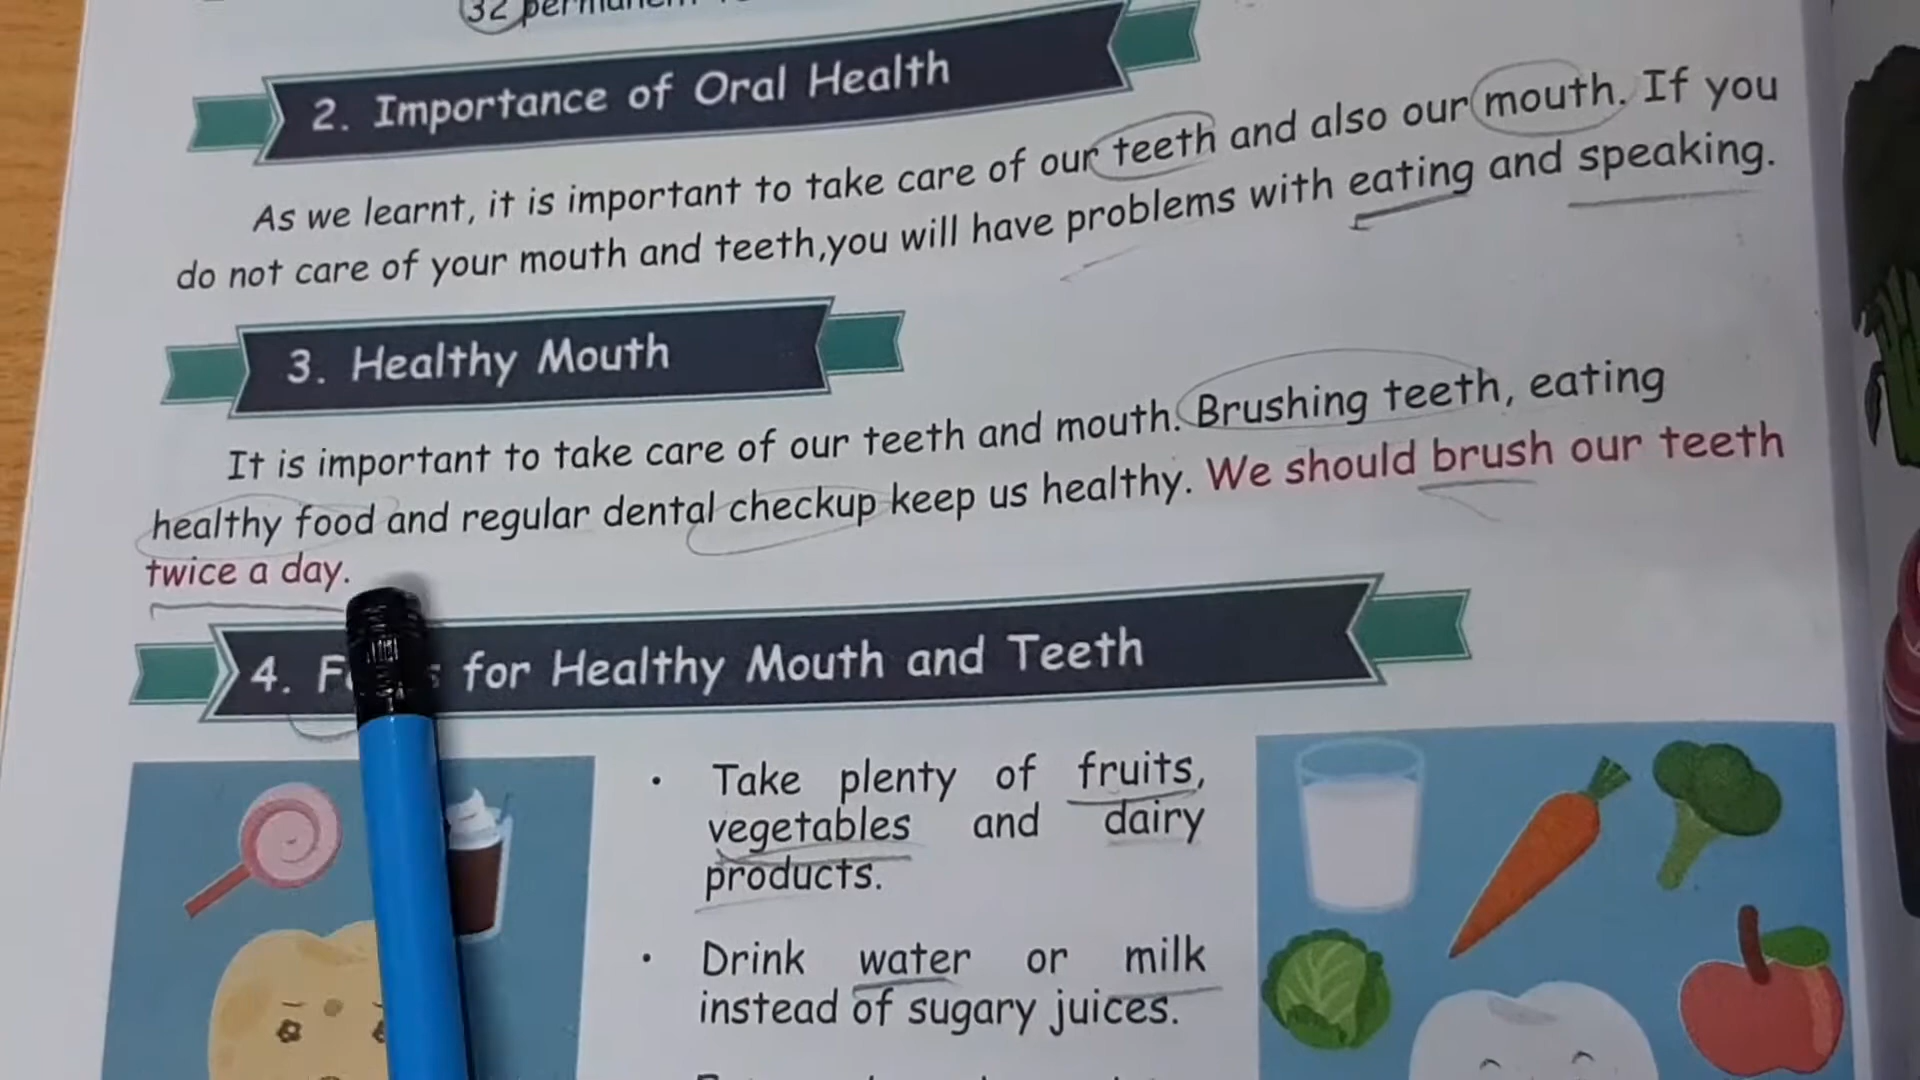 32
2. Importance of Oral Health
As we learnt, it is important to take care of our teeth and also our mouth. If you
do not care of your mouth and teeth,you will have problems with eating and speaking.
3. Healthy Mouth
It is important to take care of our teeth and mouth. Brushing teeth, eating
healthy food and regular dental checkup keep us healthy. We should brush our teeth
twice a day.
4. for Healthy Mouth and Teeth
• Take plenty of fruits,
vegetables and dairy
products.
• Drink water or milk
instead of sugary juices.